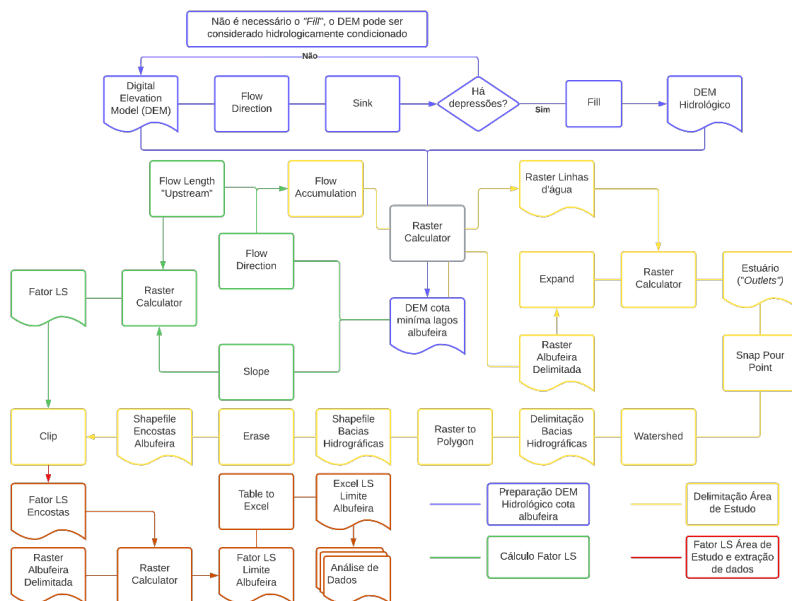 Não é necessário o "Fill", o DEM pode ser
considerado hidrologicamente condicionado
Não
Digital
Elevation
Model (DEM)
Flow
Direction
Sink
Há
depressões?
Sim
Fill
DEM
Hidrológico
Flow Length
"Upstream"
Flow
Accumulation
Raster Linhas
d'água
Raster
Calculator
Flow
Direction
Fator LS
Raster
Calculator
DEM cota
miníma lagos
albufeira
Expand
Raster
Calculator
Estuário
("Outlets")
Slope
Raster
Albufeira
Delimitada
Snap Pour
Point
Clip
Shapefile
Encostas
Albufeira
Erase
Shapefile
Bacias
Hidrográficas
Raster to
Polygon
Delimitação
Bacias
Hidrográficas
Watershed
Fator LS
Encostas
Table to
Excel
Excel LS
Limite
Albufeira
Preparação DEM
Hidrológico cota
albufeira
Delimitação Área
de Estudo
Raster
Albufeira
Delimitada
Raster
Calculator
Fator LS
Limite
Albufeira
Análise de
Dados
Cálculo Fator LS
Fator LS Área de
Estudo e extração
de dados